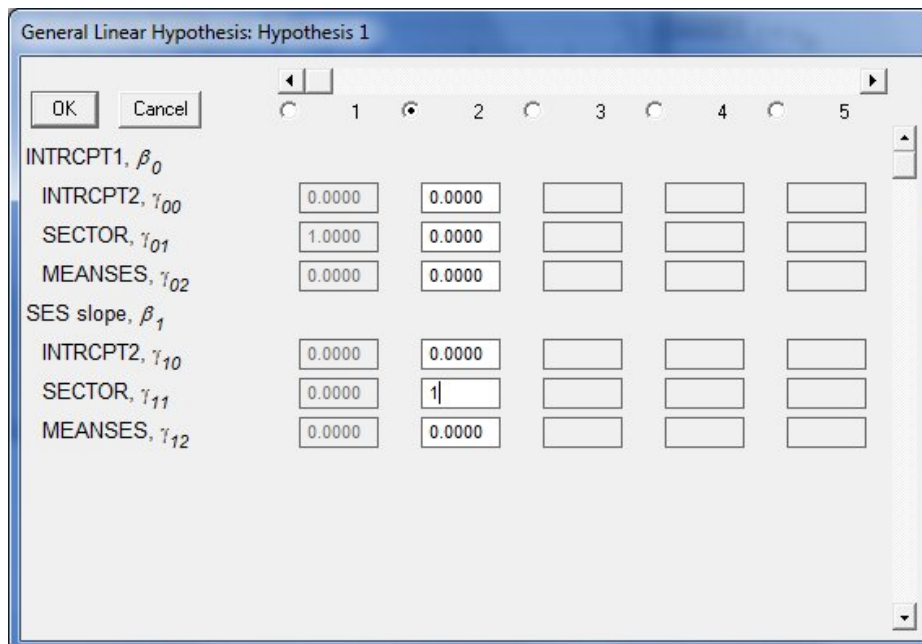 General Linear Hypothesis: Hypothesis 1
OK Cancel 1 2 3 4 5
INTRCPT1, β0
INTRCPT2, γ00 0.0000 0.0000
SECTOR, γ01 1.0000 0.0000
MEANSES, γ02 0.0000 0.0000
SES slope, β1
INTRCPT2, γ10 0.0000 0.0000
SECTOR, γ11 0.0000 1
MEANSES, γ12 0.0000 0.0000